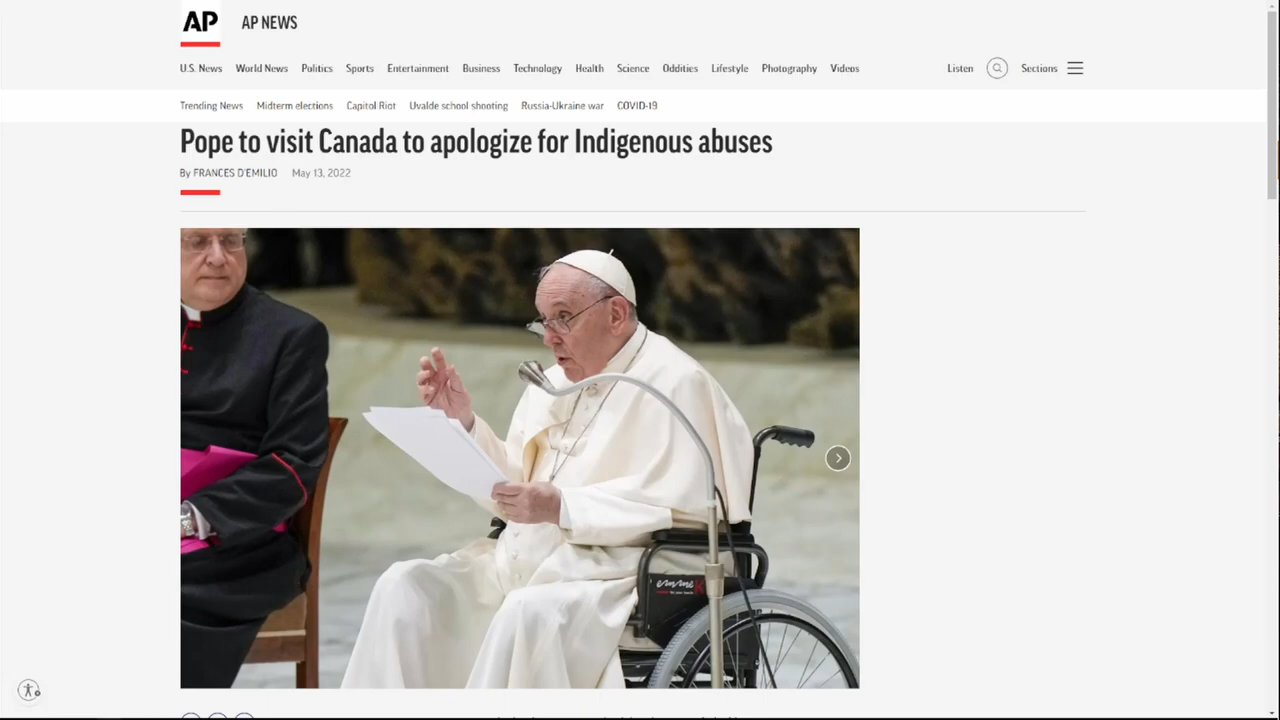 AP AP NEWS
U.S. News World News Politics Sports Entertainment Business Technology Health Science Oddities Lifestyle Photography Videos Listen Sections
Trending News Midterm elections Capitol Riot Uvalde school shooting Russia-Ukraine war COVID-19
Pope to visit Canada to apologize for Indigenous abuses
By FRANCES D'EMILIO May 13, 2022